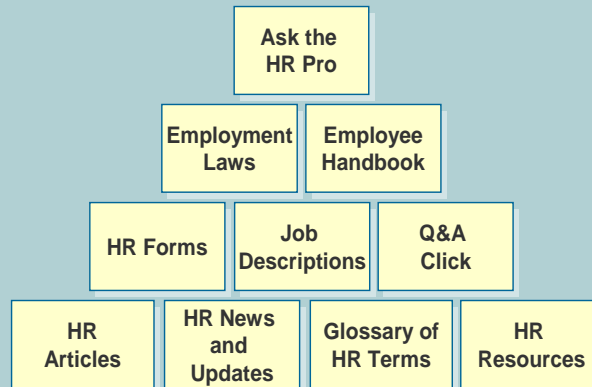 Ask the
HR Pro
Employment
Laws
Employee
Handbook
HR Forms
Job
Descriptions
Q&A
Click
HR
Articles
HR News
and
Updates
Glossary of
HR Terms
HR
Resources